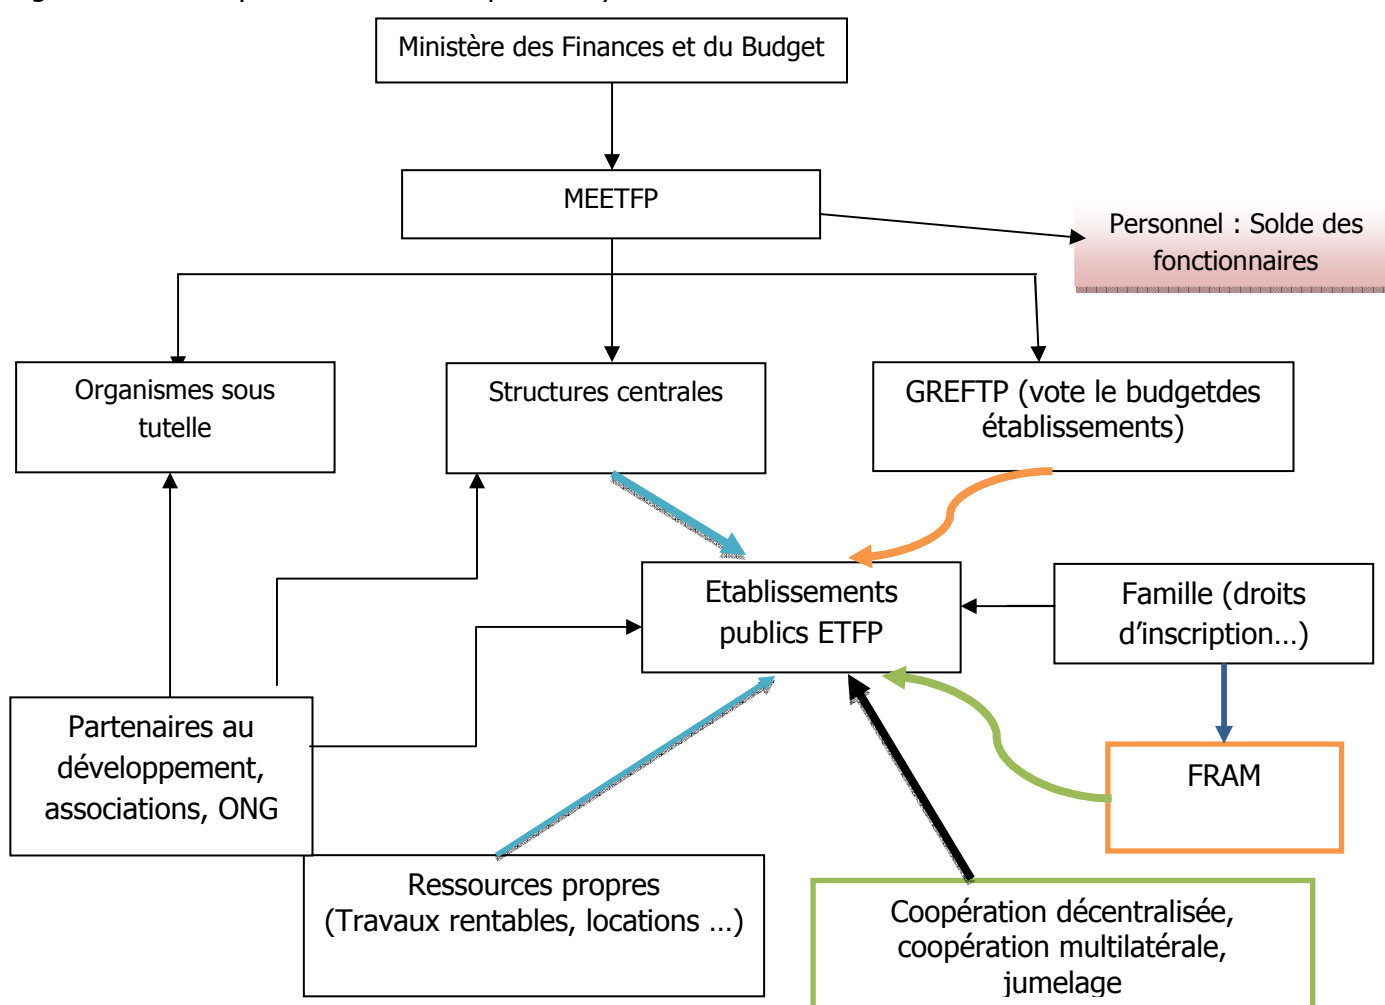 Ministère des Finances et du Budget
MEETFP
Personnel : Solde des
fonctionnaires
Organismes sous
tutelle
Structures centrales
GREFTP (vote le budgetdes
établissements)
Etablissements
publics ETFP
Famille (droits
d’inscription…)
Partenaires au
développement,
associations, ONG
FRAM
Ressources propres
(Travaux rentables, locations …)
Coopération décentralisée,
coopération multilatérale,
jumelage